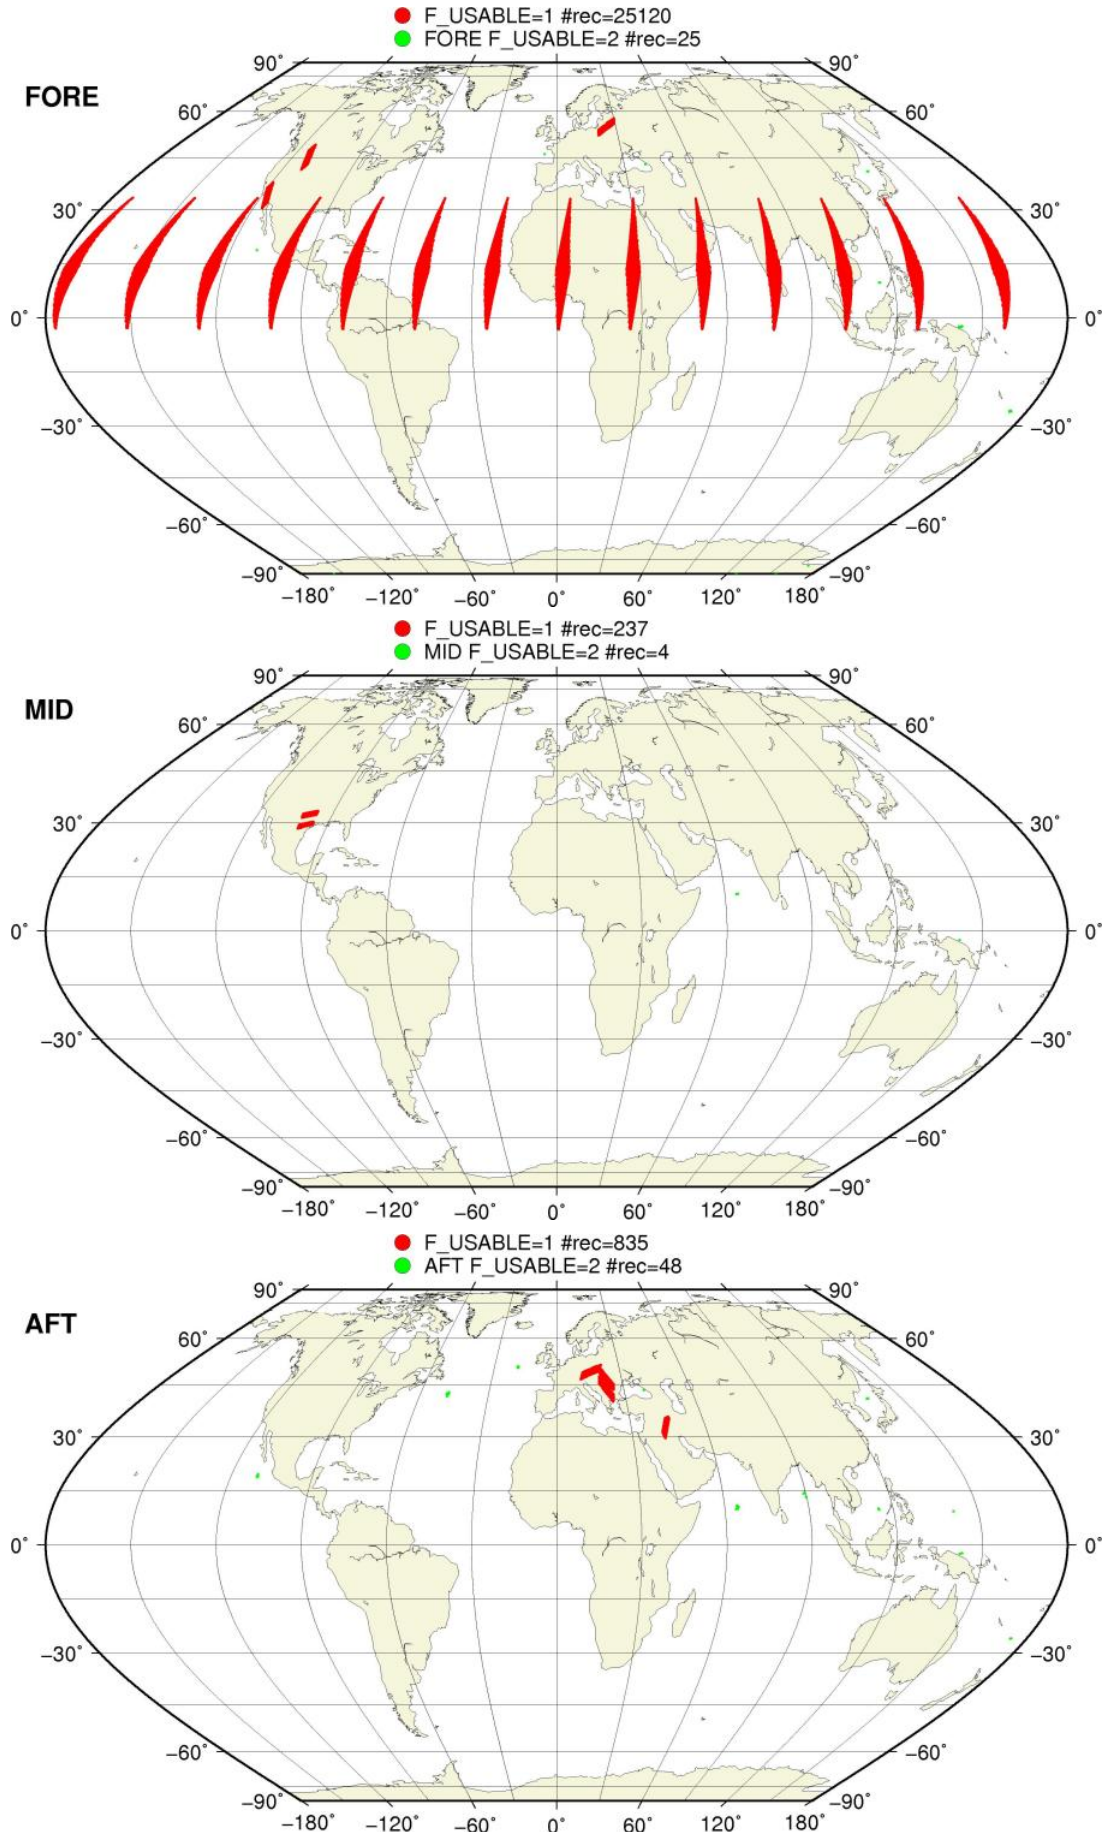 F_USABLE=1 #rec=25120
FORE F_USABLE=2 #rec=25
FORE
90° 90°
60° 60°
30° 30°
0° 0°
−30° −30°
−60° −60°
−90° −90°
−180° −120° −60° 0° 60° 120° 180°
F_USABLE=1 #rec=237
MID F_USABLE=2 #rec=4
MID
90° 90°
60° 60°
30° 30°
0° 0°
−30° −30°
−60° −60°
−90° −90°
−180° −120° −60° 0° 60° 120° 180°
F_USABLE=1 #rec=835
AFT F_USABLE=2 #rec=48
AFT
90° 90°
60° 60°
30° 30°
0° 0°
−30° −30°
−60° −60°
−90° −90°
−180° −120° −60° 0° 60° 120° 180°